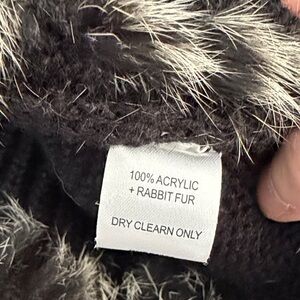 100% ACRYLIC
+ RABBIT FUR
DRY CLEARN ONLY